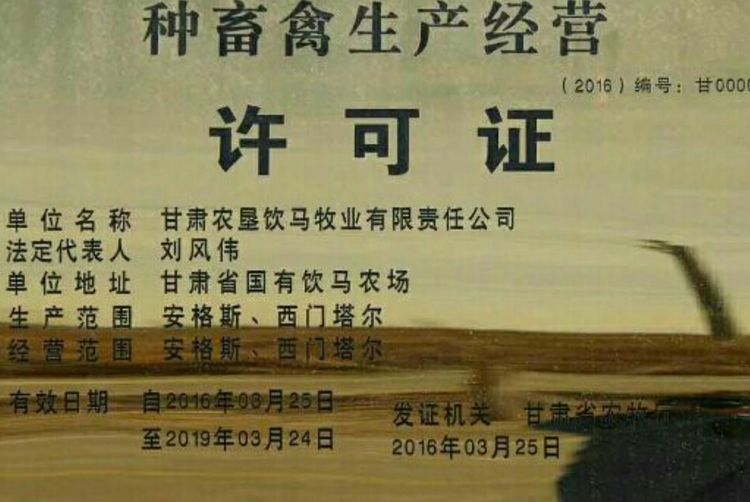 种畜禽生产经营
（2016）编号：甘0000
许可证
单位名称 甘肃农垦饮马牧业有限责任公司
法定代表人 刘风伟
单位地址 甘肃省国有饮马农场
生产范围 安格斯、西门塔尔
经营范围 安格斯、西门塔尔
有效日期 自2016年03月25日
至2019年03月24日
发证机关 甘肃省农牧厅
2016年03月25日